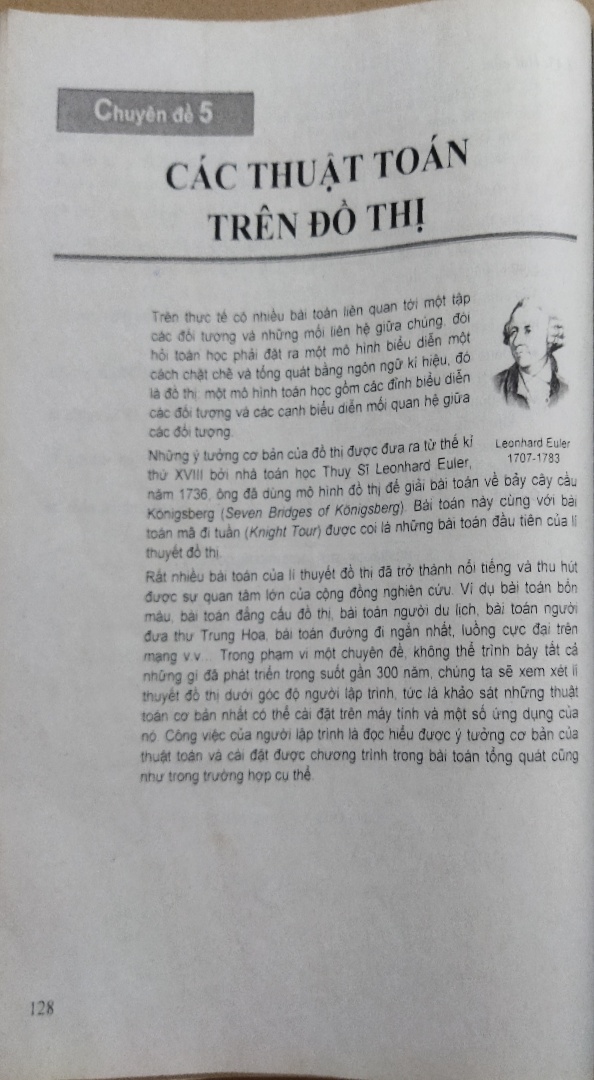 Chuyên đề 5
CÁC THUẬT TOÁN
TRÊN ĐỒ THỊ
Trên thực tế có nhiều bài toán liên quan tới một tập
các đối tượng và những mối liên hệ giữa chúng, đòi
hỏi toán học phải đặt ra một mô hình biểu diễn một
cách chặt chẽ và tổng quát bằng ngôn ngữ kí hiệu, đó
là đồ thị: một mô hình toán học gồm các đỉnh biểu diễn
các đối tượng và các cạnh biểu diễn mối quan hệ giữa
các đối tượng.
Leonhard Euler
1707-1783
Những ý tưởng cơ bản của đồ thị được đưa ra từ thế kỉ
thứ XVIII bởi nhà toán học Thuỵ Sĩ Leonhard Euler,
năm 1736, ông đã dùng mô hình đồ thị để giải bài toán về bảy cây cầu
Königsberg (Seven Bridges of Königsberg). Bài toán này cùng với bài
toán mã đi tuần (Knight Tour) được coi là những bài toán đầu tiên của lí
thuyết đồ thị.
Rất nhiều bài toán của lí thuyết đồ thị đã trở thành nổi tiếng và thu hút
được sự quan tâm lớn của cộng đồng nghiên cứu. Ví dụ bài toán bốn
màu, bài toán đẳng cấu đồ thị, bài toán người du lịch, bài toán người
đưa thư Trung Hoa, bài toán đường đi ngắn nhất, luồng cực đại trên
mạng v.v... Trong phạm vi một chuyên đề, không thể trình bày tất cả
những gì đã phát triển trong suốt gần 300 năm, chúng ta sẽ xem xét lí
thuyết đồ thị dưới góc độ người lập trình, tức là khảo sát những thuật
toán cơ bản nhất có thể cài đặt trên máy tính và một số ứng dụng của
nó. Công việc của người lập trình là đọc hiểu được ý tưởng cơ bản của
thuật toán và cài đặt được chương trình trong bài toán tổng quát cũng
như trong trường hợp cụ thể.
128